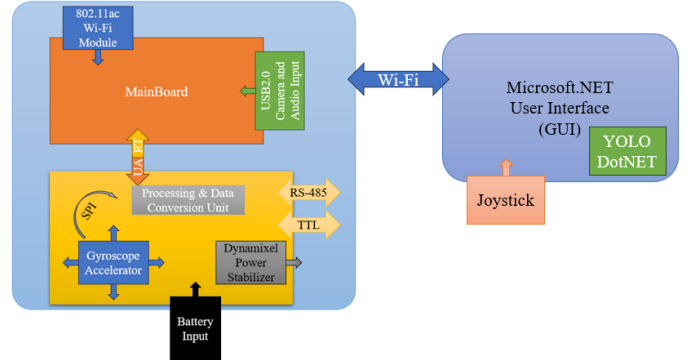 802.11ac
Wi-Fi
Module
MainBoard
USB2.0
Camera and
Audio Input
UART
Processing & Data
Conversion Unit
SPI
RS-485
TTL
Gyroscope
Accelerator
Dynamixel
Power
Stabilizer
Battery
Input
Wi-Fi
Microsoft.NET
User Interface
(GUI)
YOLO
DotNET
Joystick